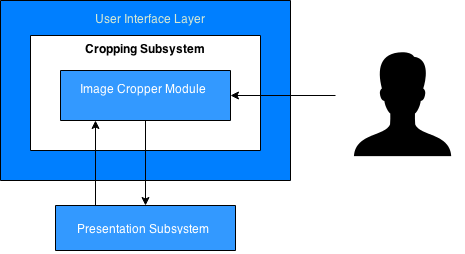 User Interface Layer
Cropping Subsystem
Image Cropper Module
Presentation Subsystem